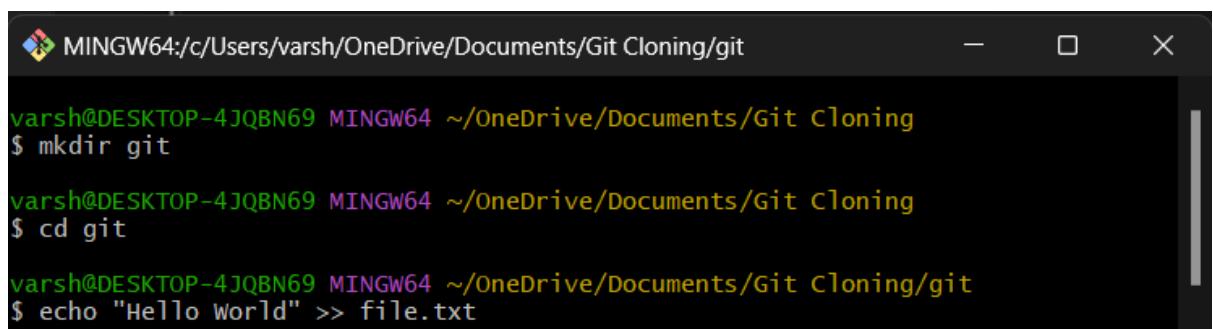 MINGW64:/c/Users/varsh/OneDrive/Documents/Git Cloning/git
varsh@DESKTOP-4JQBN69 MINGW64 ~/OneDrive/Documents/Git Cloning
$ mkdir git
varsh@DESKTOP-4JQBN69 MINGW64 ~/OneDrive/Documents/Git Cloning
$ cd git
varsh@DESKTOP-4JQBN69 MINGW64 ~/OneDrive/Documents/Git Cloning/git
$ echo "Hello World" >> file.txt